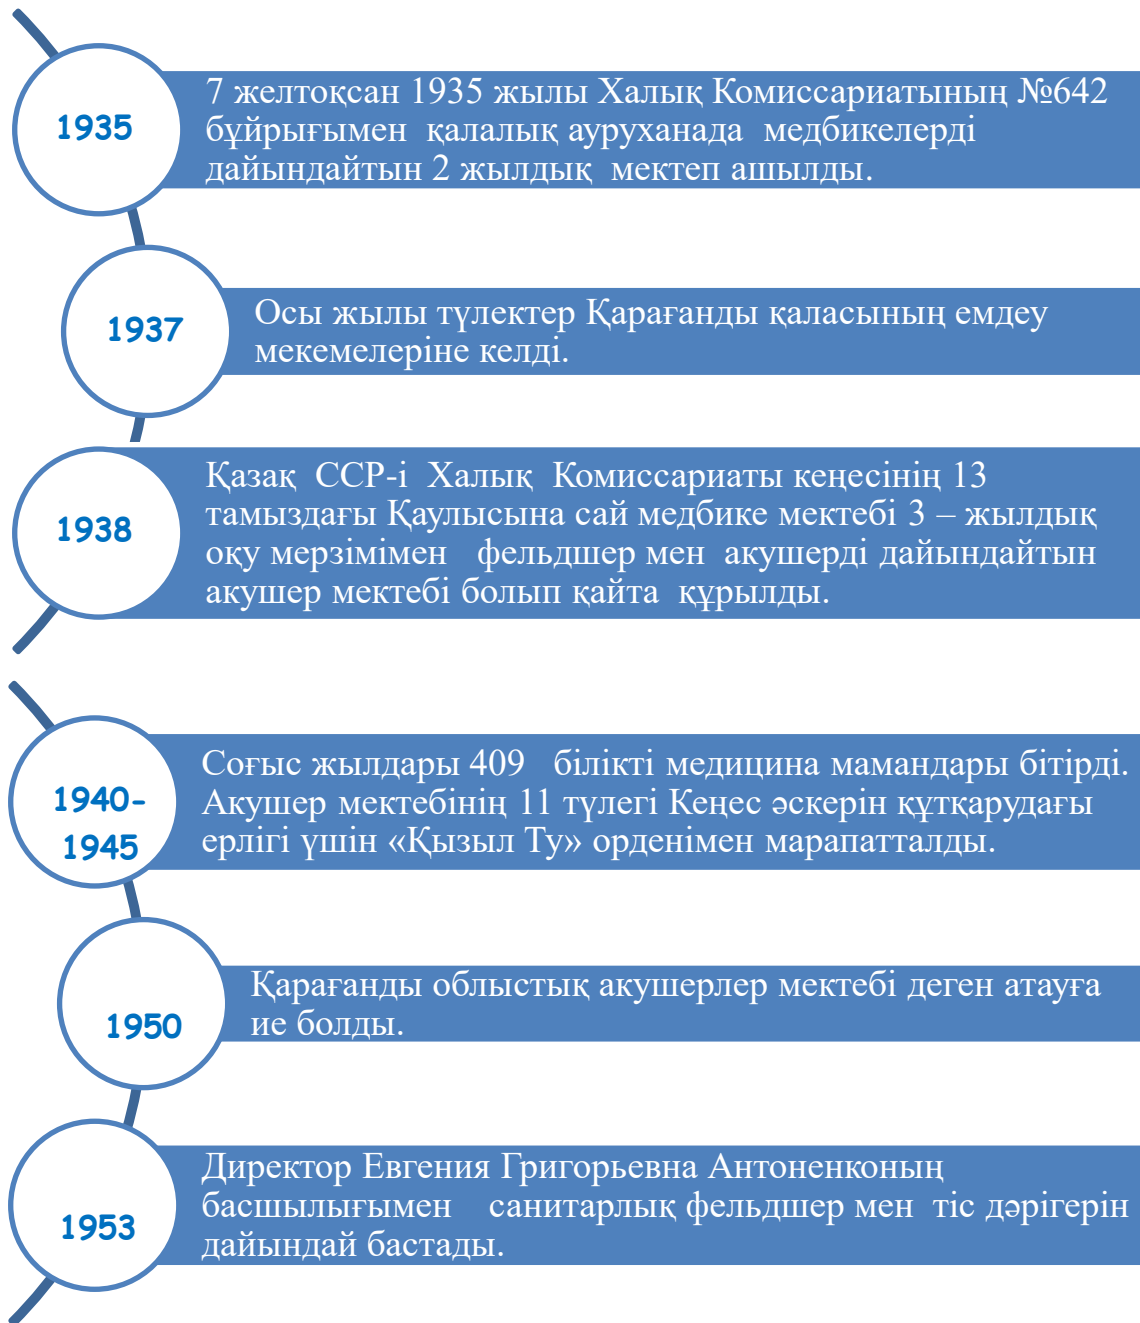 1935
7 желтоқсан 1935 жылы Халық Комиссариатының №642
бұйрығымен қалалық ауруханада медбикелерді
дайындайтын 2 жылдық мектеп ашылды.
1937
Осы жылы түлектер Қарағанды қаласының емдеу
мекемелеріне келді.
1938
Қазақ ССР-і Халық Комиссариаты кеңесінің 13
тамыздағы Қаулысына сай медбике мектебі 3 – жылдық
оқу мерзімімен фельдшер мен акушерді дайындайтын
акушер мектебі болып қайта құрылды.
1940-
1945
Соғыс жылдары 409 білікті медицина мамандары бітірді.
Акушер мектебінің 11 түлегі Кеңес әскерін құтқарудағы
ерлігі үшін «Қызыл Ту» орденімен марапатталды.
1950
Қарағанды облыстық акушерлер мектебі деген атауға
ие болды.
1953
Директор Евгения Григорьевна Антоненконың
басшылығымен санитарлық фельдшер мен тіс дәрігерін
дайындай бастады.